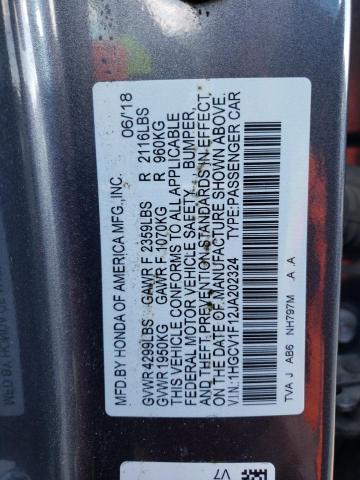 MFD.BY HONDA OF AMERICA MFG.,INC. 06/18
GVWR 4299LBS GAWR F 2359LBS R 2116LBS
GVWR 1950KG GAWR F 1070KG R 960KG
THIS VEHICLE CONFORMS TO ALL APPLICABLE
FEDERAL MOTOR VEHICLE SAFETY, BUMPER,
AND THEFT PREVENTION STANDARDS IN EFFECT
ON THE DATE OF MANUFACTURE SHOWN ABOVE.
V.I.N.:1HGCV1F12JA202324 TYPE:PASSENGER CAR
TVA J AB6 NH797M A .A
V7